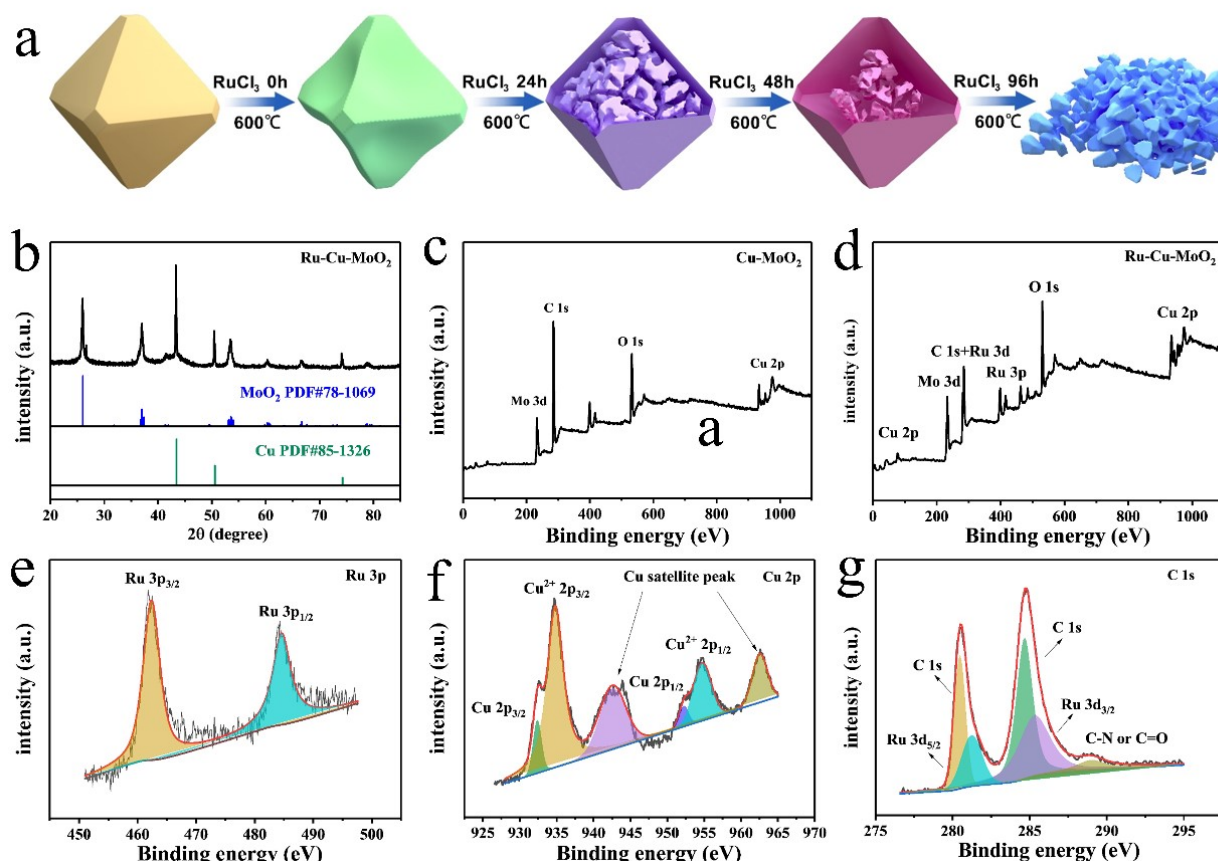 a
RuCl₃ 0h
600℃
RuCl₃ 24h
600℃
RuCl₃ 48h
600℃
RuCl₃ 96h
600℃
b
Ru-Cu-MoO₂
MoO₂ PDF#78-1069
Cu PDF#85-1326
intensity (a.u.)
20 30 40 50 60 70 80
2θ (degree)
c
Cu-MoO₂
C 1s
O 1s
Mo 3d
Cu 2p
a
intensity (a.u.)
0 200 400 600 800 1000
Binding energy (eV)
d
Ru-Cu-MoO₂
O 1s
Cu 2p
C 1s+Ru 3d
Mo 3d
Ru 3p
Cu 2p
intensity (a.u.)
0 200 400 600 800 1000
Binding energy (eV)
e
Ru 3p
Ru 3p₃/₂
Ru 3p₁/₂
intensity (a.u.)
450 460 470 480 490 500
Binding energy (eV)
f
Cu satellite peak
Cu 2p
Cu²⁺ 2p₃/₂
Cu²⁺ 2p₁/₂
Cu 2p₁/₂
Cu 2p₃/₂
intensity (a.u.)
925 930 935 940 945 950 955 960 965 970
Binding energy (eV)
g
C 1s
C 1s
C 1s
Ru 3d₃/₂
Ru 3d₅/₂
C-N or C=O
intensity (a.u.)
275 280 285 290 295
Binding energy (eV)